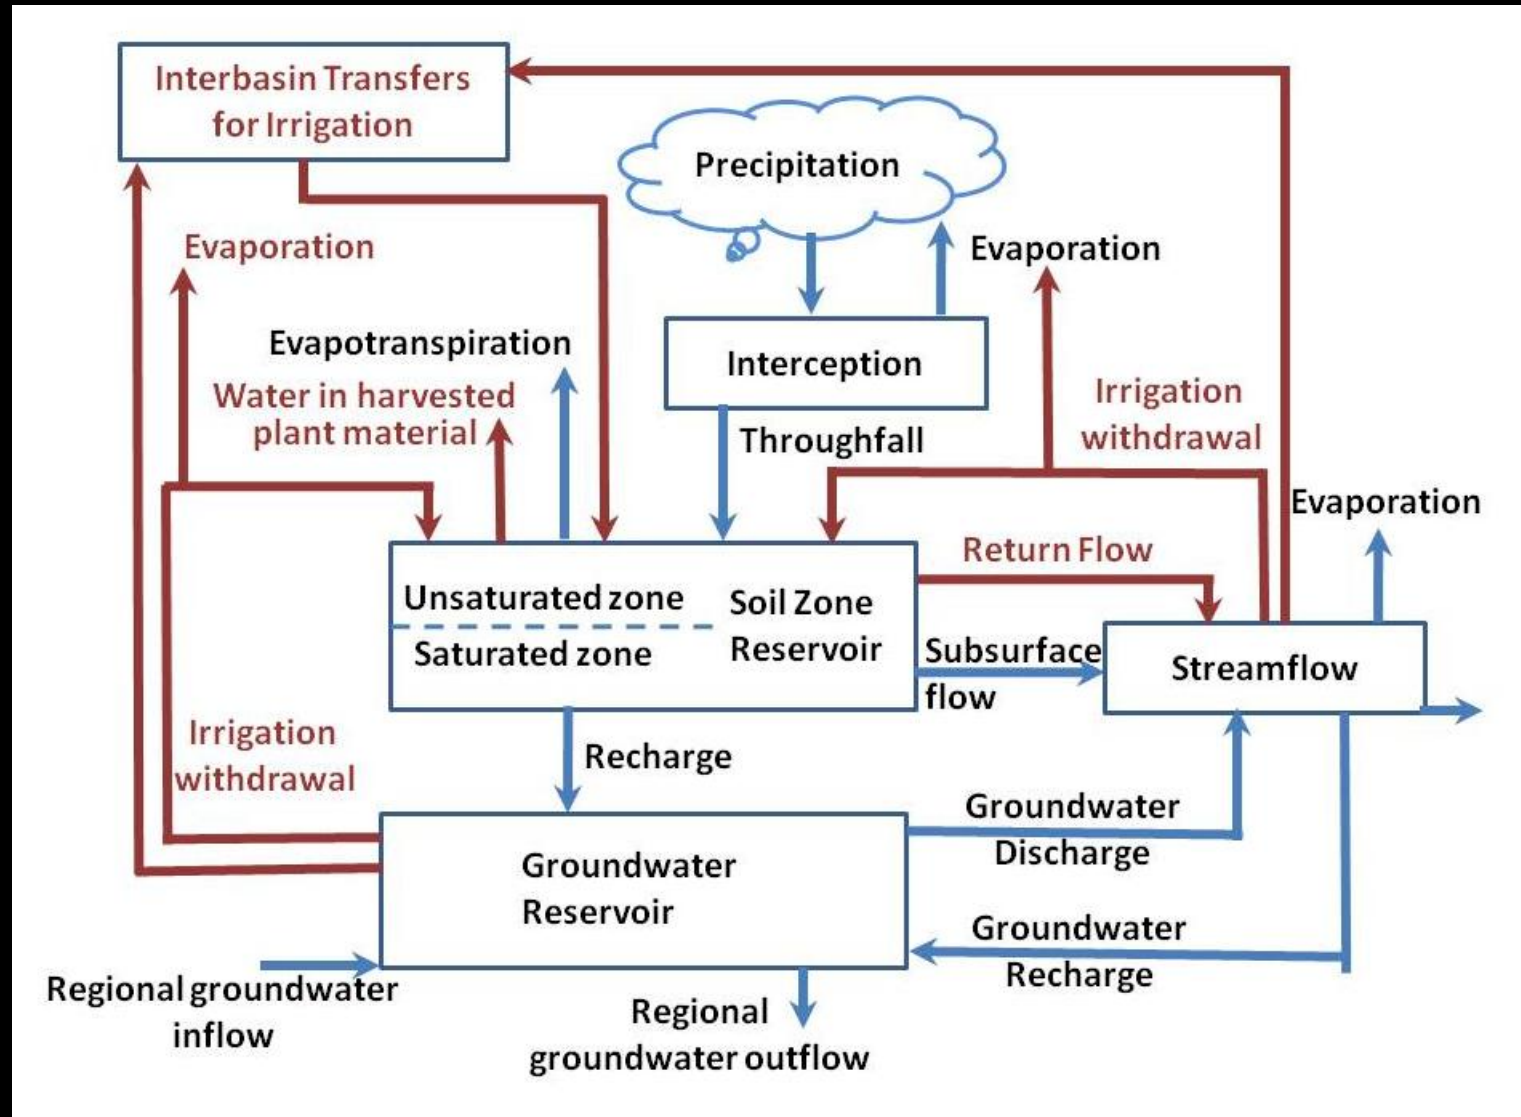 Interbasin Transfers
for Irrigation
Precipitation
Evaporation
Evaporation
Evapotranspiration
Interception
Water in harvested
plant material
Irrigation
withdrawal
Throughfall
Evaporation
Return Flow
Unsaturated zone
Saturated zone
Soil Zone
Reservoir
Subsurface
flow
Streamflow
Irrigation
withdrawal
Recharge
Groundwater
Discharge
Groundwater
Reservoir
Groundwater
Recharge
Regional groundwater
inflow
Regional
groundwater outflow